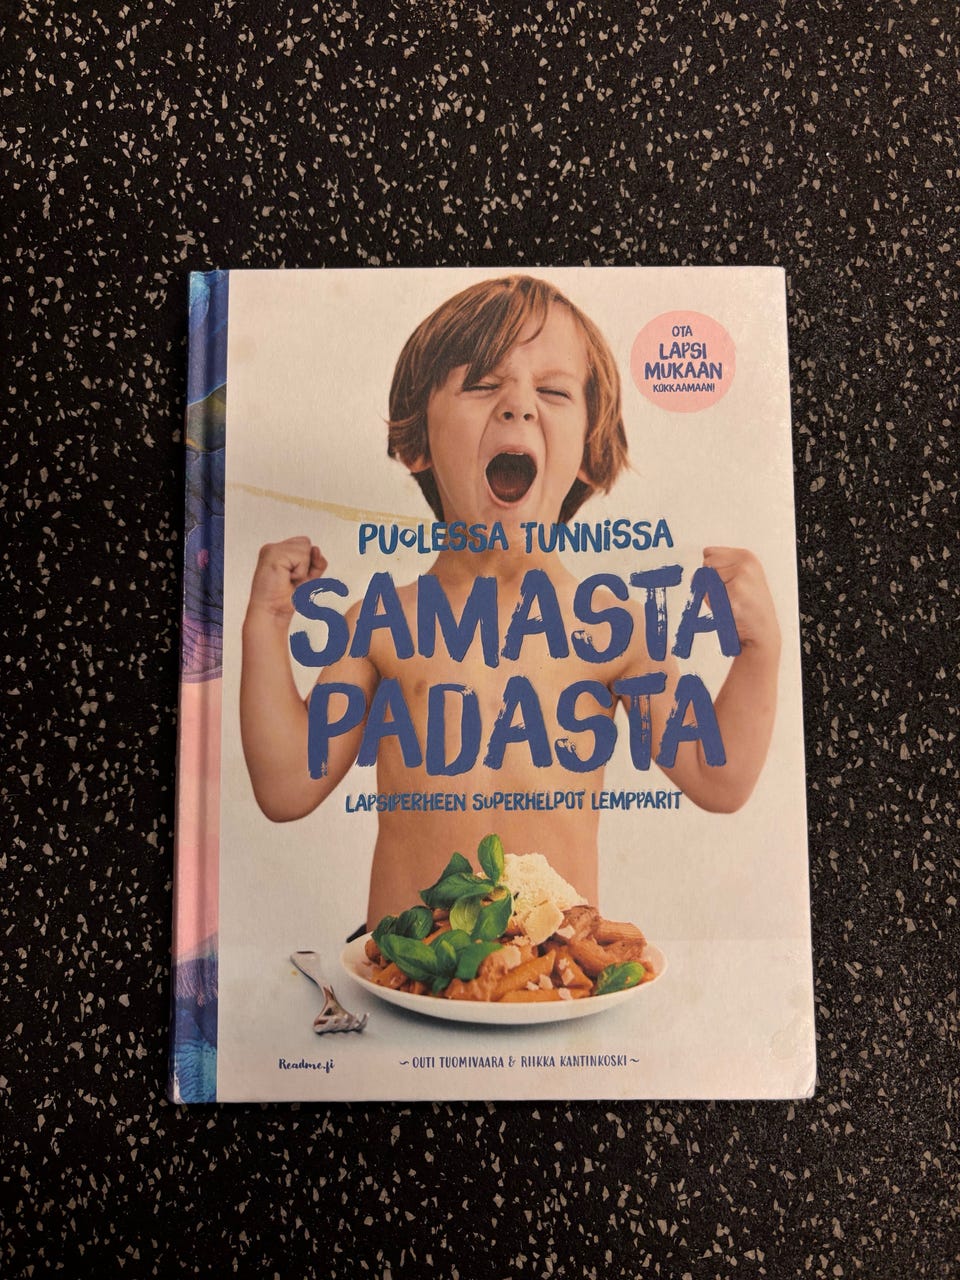 OTA
LAPSI
MUKAAN
KOKKAAMAAN!
PUOLESSA TUNNISSA
SAMASTA
PADASTA
LAPSIPERHEEN SUPERHELPOT LEMPPARIT
Readme.fi
~ OUTI TUOMIVAARA & RIIKKA KANTINKOSKI ~